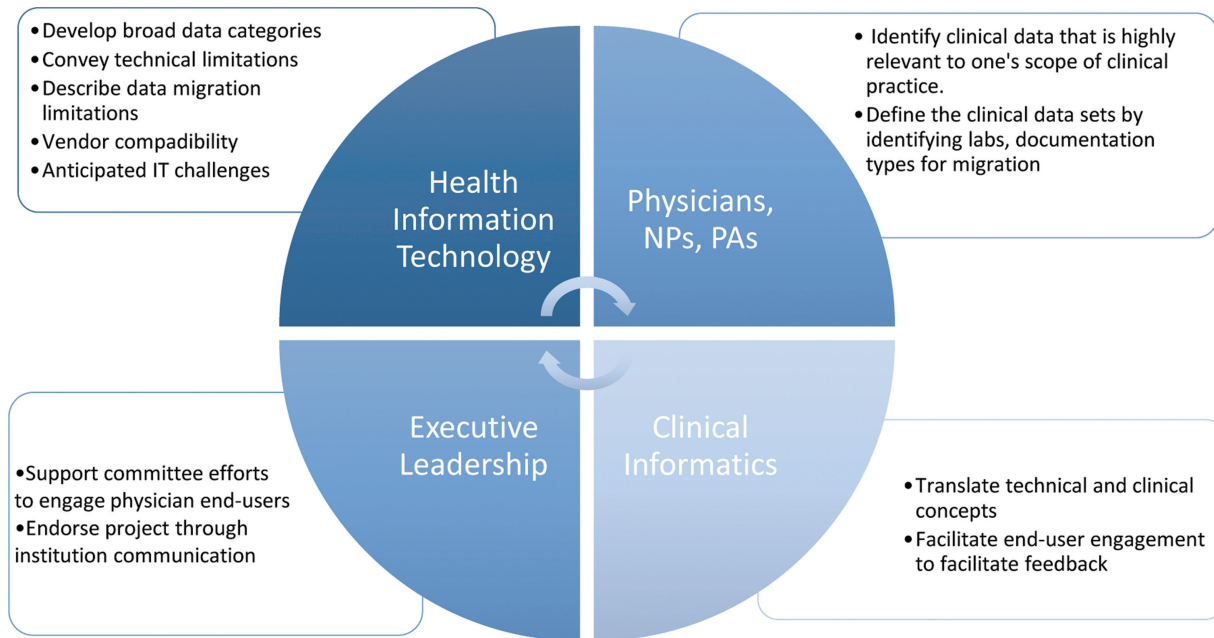 •Develop broad data categories
•Convey technical limitations
•Describe data migration
limitations
•Vendor compadibility
•Anticipated IT challenges
Health
Information
Technology
• Identify clinical data that is highly
relevant to one's scope of clinical
practice.
•Define the clinical data sets by
identifying labs, documentation
types for migration
Physicians,
NPs, PAs
•Support committee efforts
to engage physician end-users
•Endorse project through
institution communication
Executive
Leadership
Clinical
Informatics
•Translate technical and clinical
concepts
•Facilitate end-user engagement
to facilitate feedback